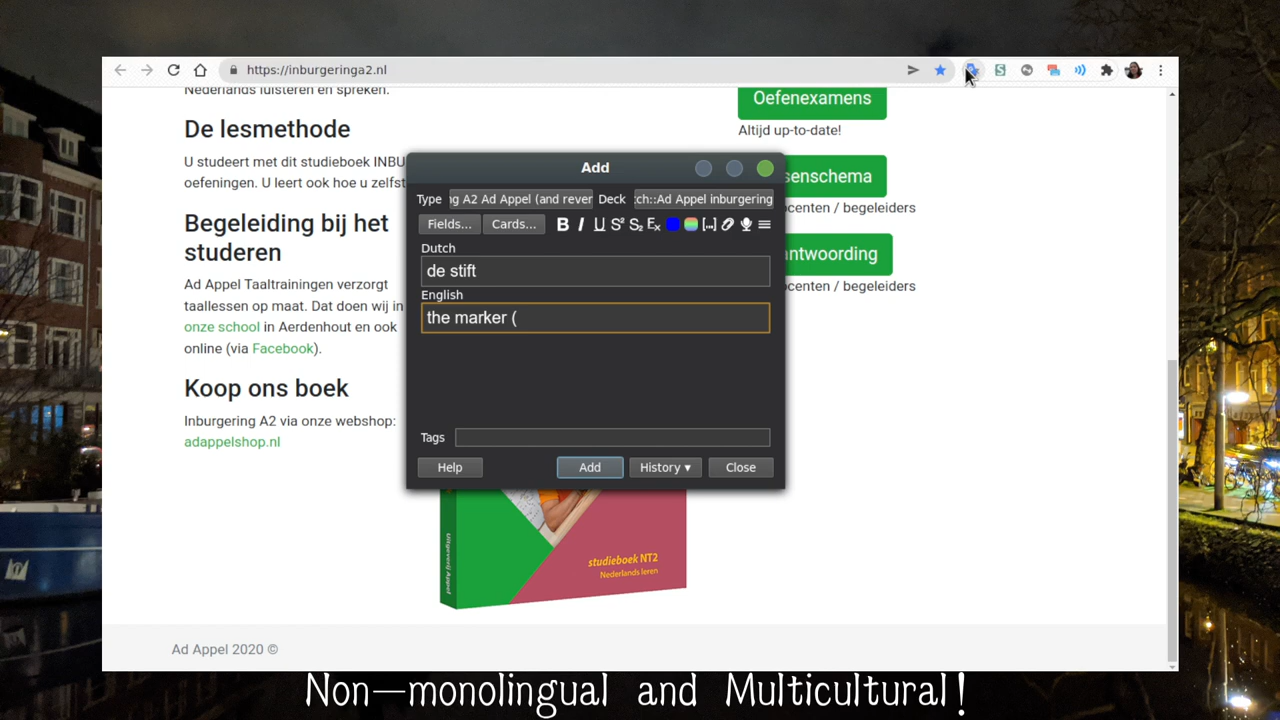 https://inburgeringa2.nl
Nederlands luisteren en spreken.
De lesmethode
U studeert met dit studieboek INBU
oefeningen. U leert ook hoe u zelfst
Begeleiding bij het
studeren
Ad Appel Taaltrainingen verzorgt
taallessen op maat. Dat doen wij in
onze school in Aerdenhout en ook
online (via Facebook).
Koop ons boek
Inburgering A2 via onze webshop:
adappelshop.nl
Oefenexamens
Altijd up-to-date!
senschema
centen / begeleiders
antwoording
centen / begeleiders
Add
Type ng A2 Ad Appel (and rever Deck :ch::Ad Appel inburgering
Fields... Cards...
Dutch
de stift
English
the marker (
Tags
Help Add History ▾ Close
Uitgeverij Appel
studieboek NT2
Nederlands leren
Ad Appel 2020 ©
Non—monolingual and Multicultural!